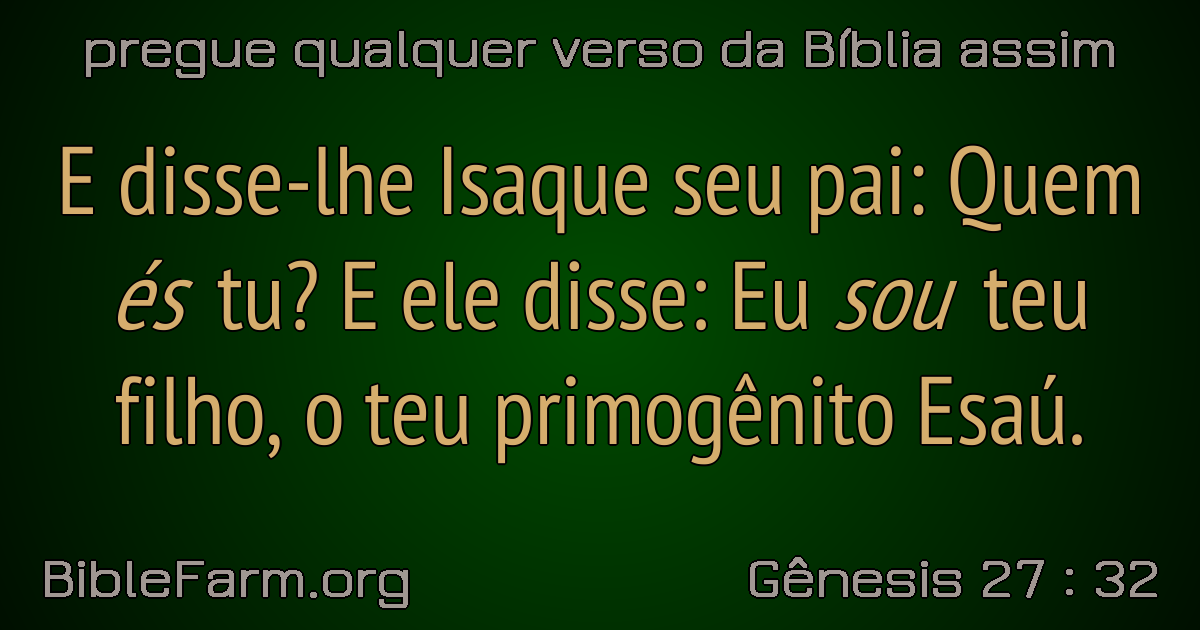 pregue qualquer verso da Bíblia assim
E disse-lhe Isaque seu pai: Quem
és tu? E ele disse: Eu sou teu
filho, o teu primogênito Esaú.
BibleFarm.org
Gênesis 27 : 32